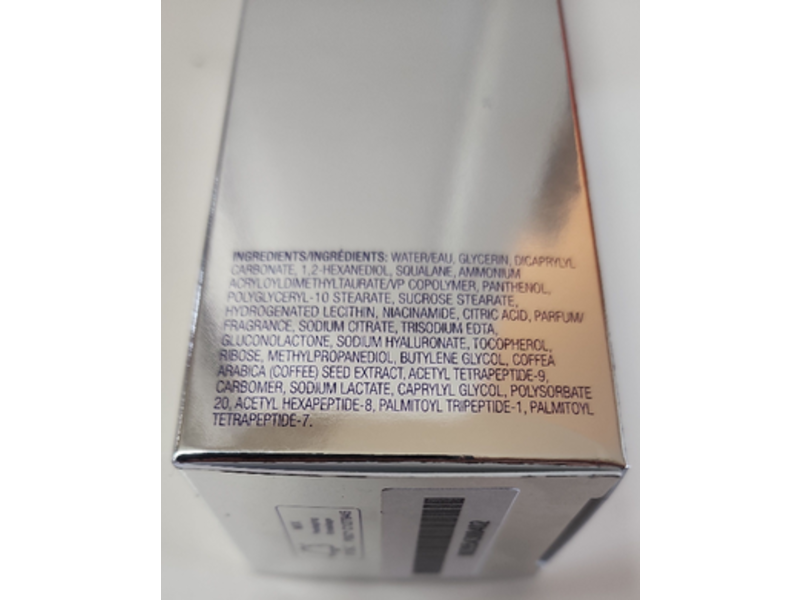 INGREDIENTS/INGRÉDIENTS: WATER/EAU, GLYCERIN, DICAPRYLYL
CARBONATE, 1,2-HEXANEDIOL, SQUALANE, AMMONIUM
ACRYLOYLDIMETHYLTAURATE/VP COPOLYMER, PANTHENOL,
POLYGLYCERYL-10 STEARATE, SUCROSE STEARATE,
HYDROGENATED LECITHIN, NIACINAMIDE, CITRIC ACID, PARFUM/
FRAGRANCE, SODIUM CITRATE, TRISODIUM EDTA,
GLUCONOLACTONE, SODIUM HYALURONATE, TOCOPHEROL,
RIBOSE, METHYLPROPANEDIOL, BUTYLENE GLYCOL, COFFEA
ARABICA (COFFEE) SEED EXTRACT, ACETYL TETRAPEPTIDE-9,
CARBOMER, SODIUM LACTATE, CAPRYLYL GLYCOL, POLYSORBATE
20, ACETYL HEXAPEPTIDE-8, PALMITOYL TRIPEPTIDE-1, PALMITOYL
TETRAPEPTIDE-7.